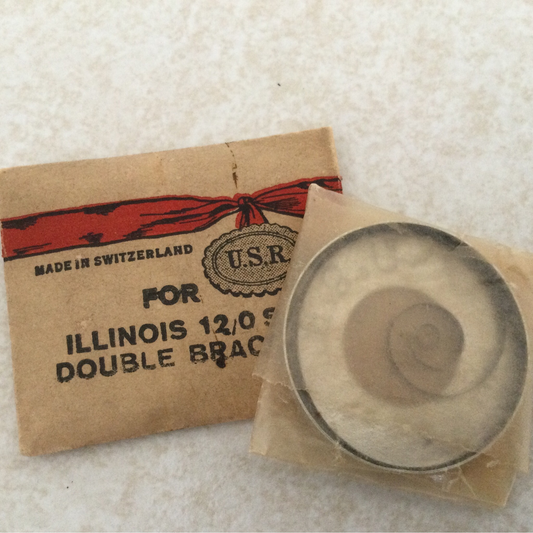 MADE IN SWITZERLAND
U.S.R.
FOR
ILLINOIS 12/0
DOUBLE